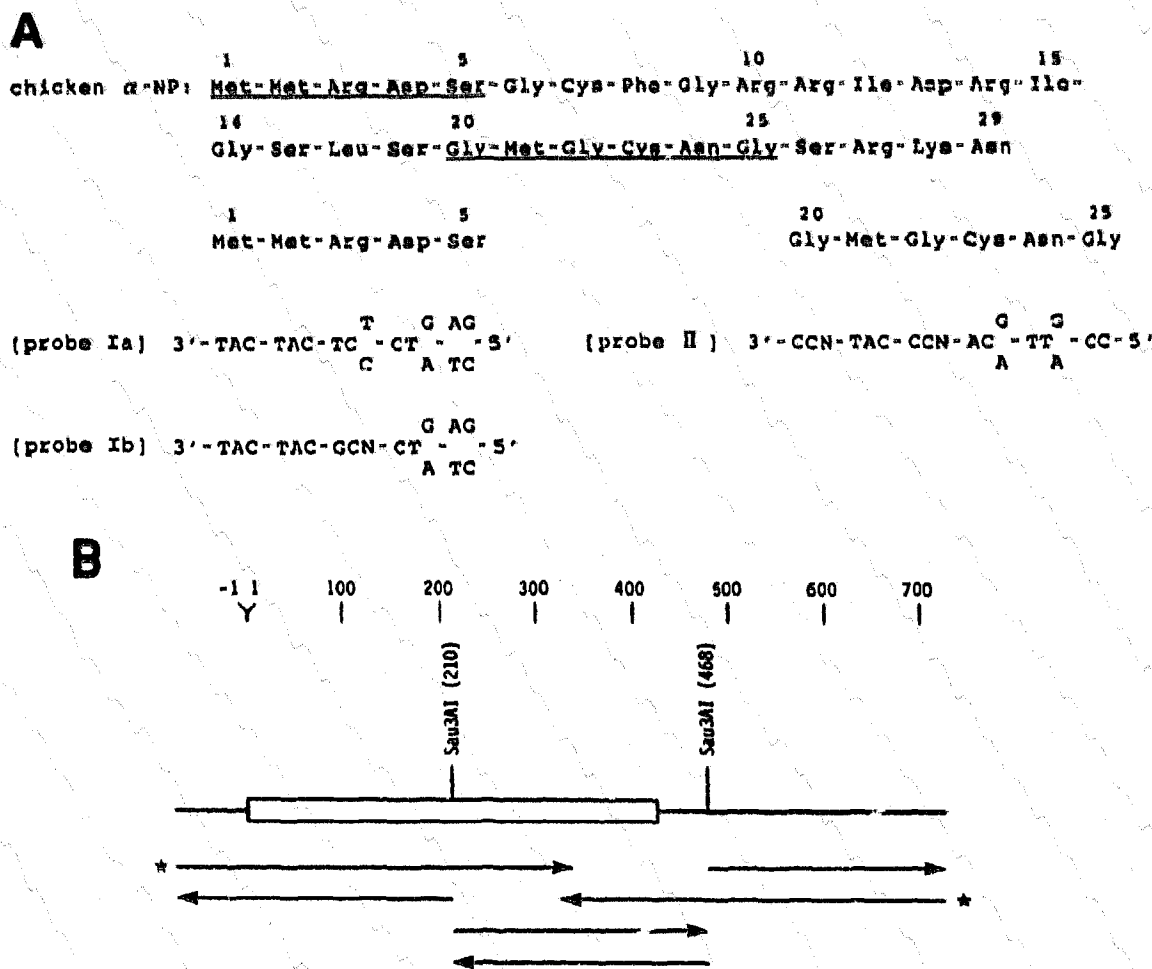 A
1 5 10 15
chicken α-NP: Met-Met-Arg-Asp-Ser-Gly-Cys-Phe-Gly-Arg-Arg-Ile-Asp-Arg-Ile-
16 20 25 29
Gly-Ser-Leu-Ser-Gly-Met-Gly-Cys-Asn-Gly-Ser-Arg-Lys-Asn
1 5 20 25
Met-Met-Arg-Asp-Ser Gly-Met-Gly-Cys-Asn-Gly
T G AG G G
(probe Ia) 3'-TAC-TAC-TC -CT - -5' (probe II) 3'-CCN-TAC-CCN-AC -TT -CC-5'
C A TC A A
G AG
(probe Ib) 3'-TAC-TAC-GCN-CT - -5'
A TC
B
-1 1 100 200 300 400 500 600 700
Sau3AI (210) Sau3AI (468)